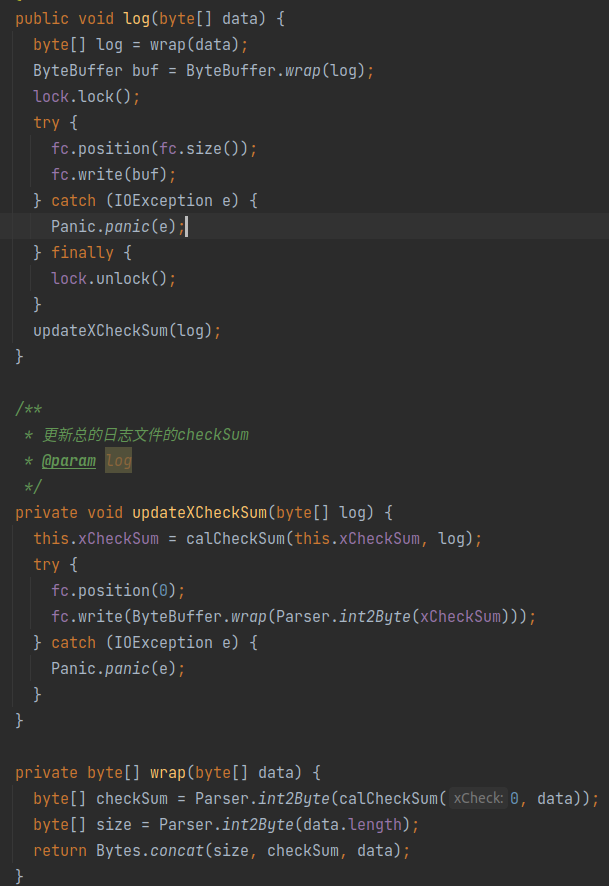 public void log(byte[] data) {
  byte[] log = wrap(data);
  ByteBuffer buf = ByteBuffer.wrap(log);
  lock.lock();
  try {
    fc.position(fc.size());
    fc.write(buf);
  } catch (IOException e) {
    Panic.panic(e);
  } finally {
    lock.unlock();
  }
  updateXCheckSum(log);
}

/**
 * 更新总的日志文件的checkSum
 * @param log
 */
private void updateXCheckSum(byte[] log) {
  this.xCheckSum = calCheckSum(this.xCheckSum, log);
  try {
    fc.position(0);
    fc.write(ByteBuffer.wrap(Parser.int2Byte(xCheckSum)));
  } catch (IOException e) {
    Panic.panic(e);
  }
}

private byte[] wrap(byte[] data) {
  byte[] checkSum = Parser.int2Byte(calCheckSum( xCheck: 0, data));
  byte[] size = Parser.int2Byte(data.length);
  return Bytes.concat(size, checkSum, data);
}